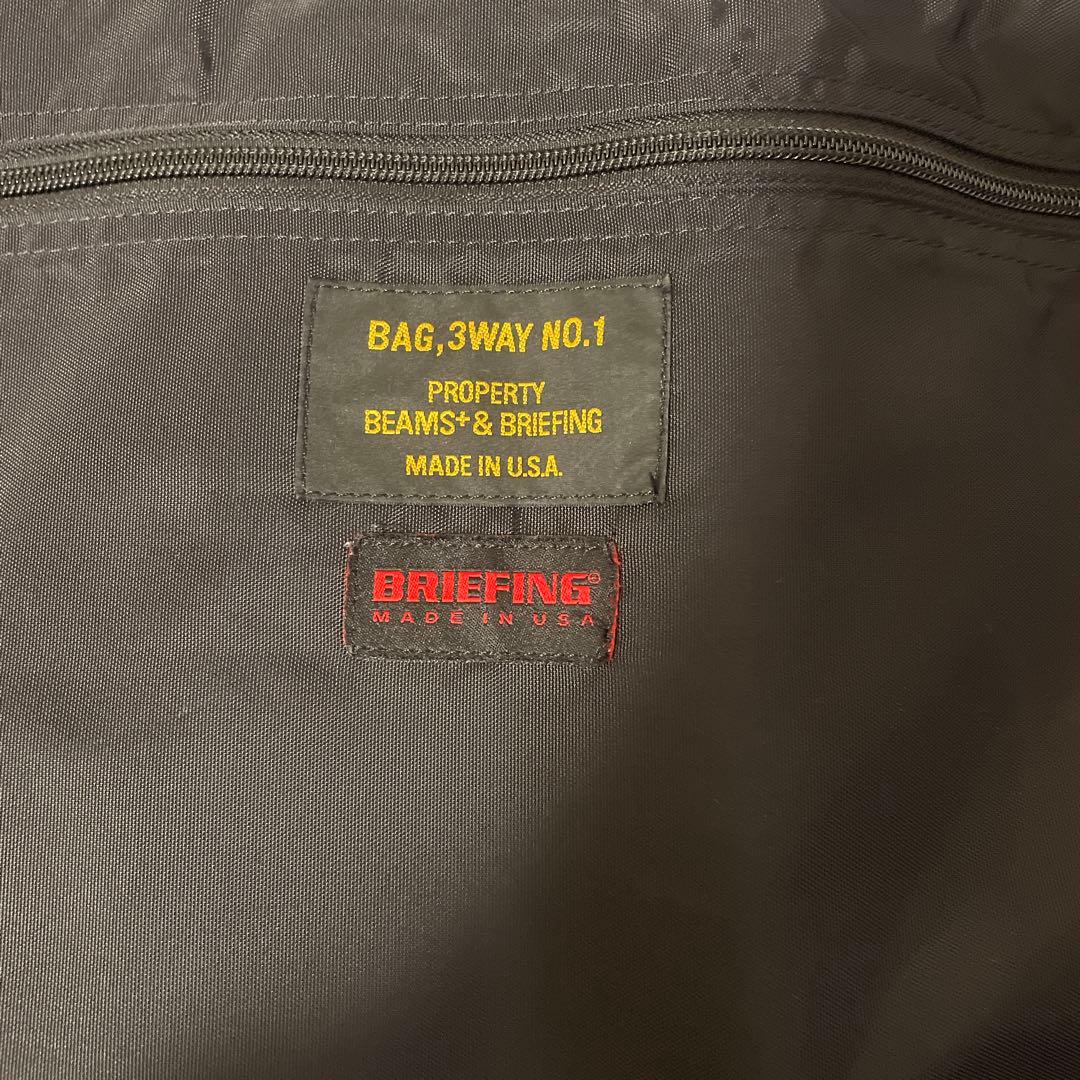 BAG, 3WAY NO.1
PROPERTY
BEAMS+ & BRIEFING
MADE IN U.S.A.
BRIEFING®
MADE IN USA